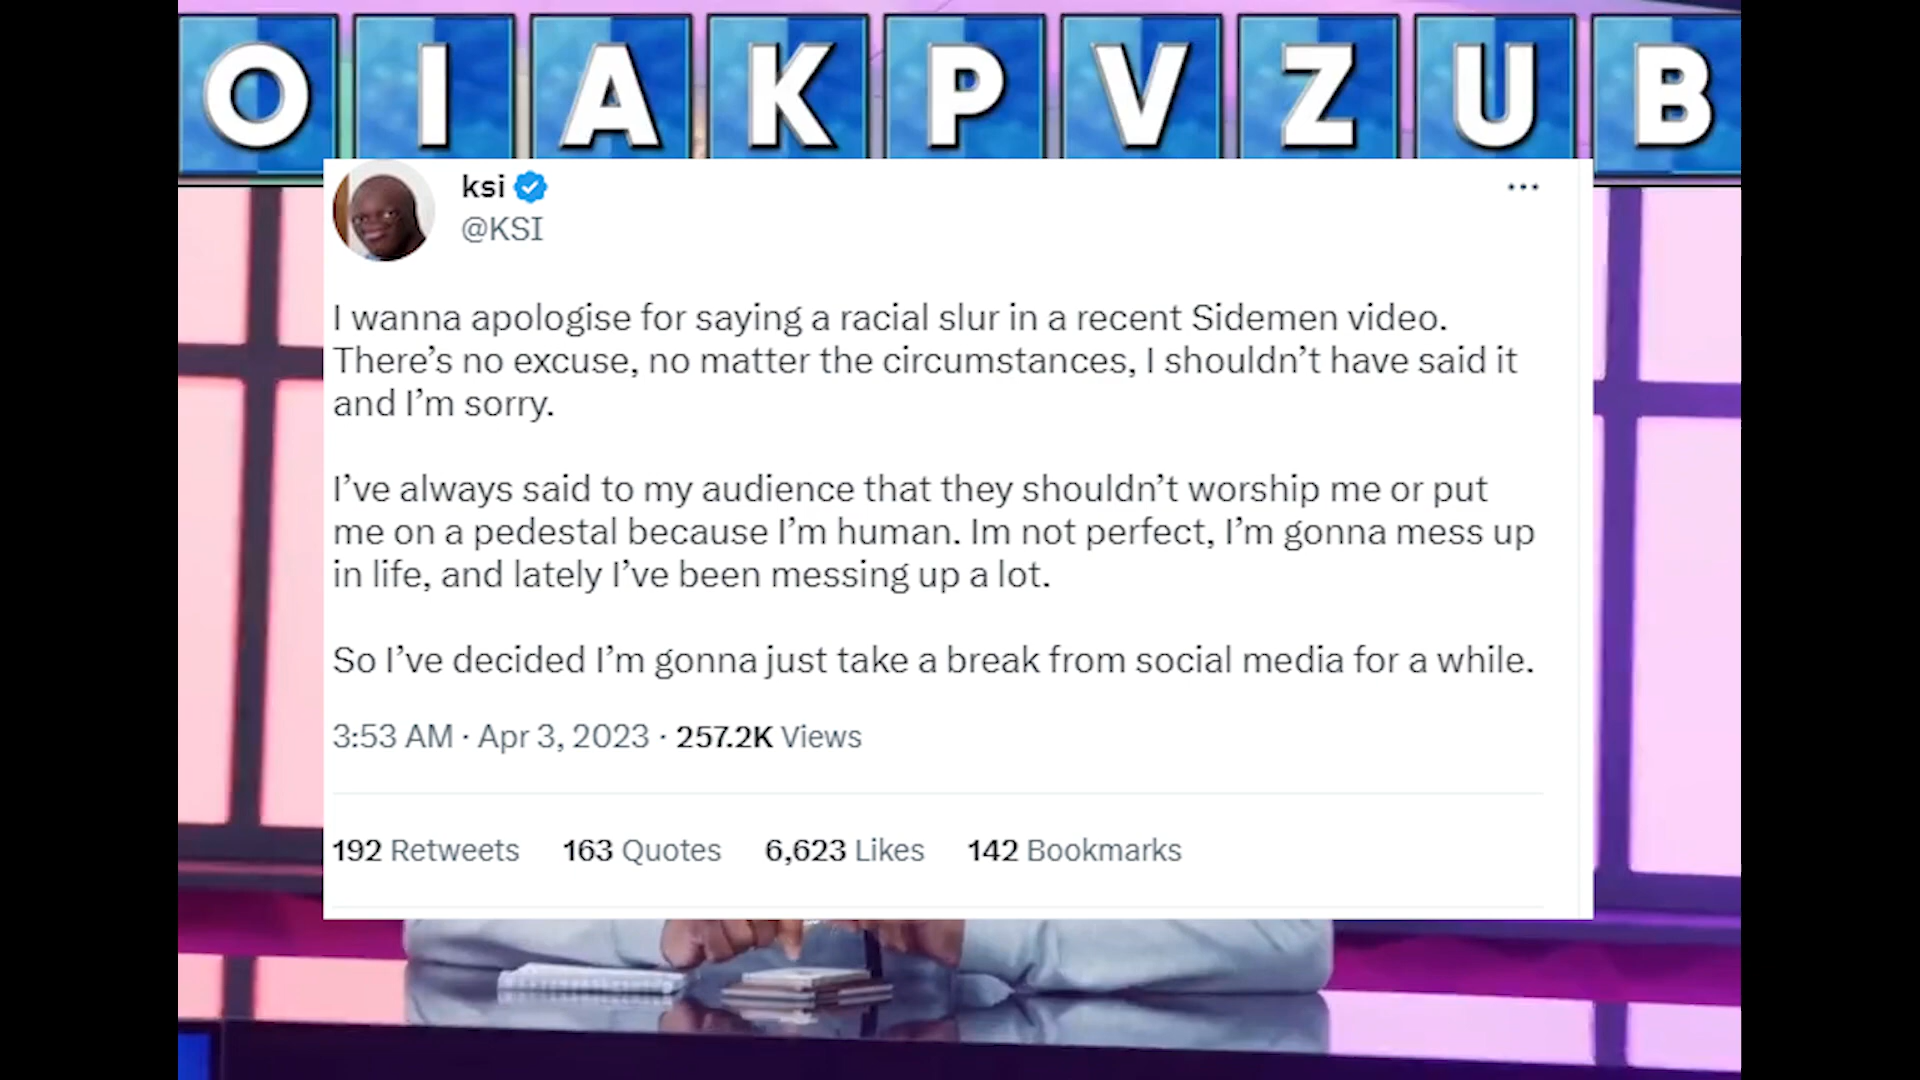 O I A K P V Z U B
ksi
@KSI
I wanna apologise for saying a racial slur in a recent Sidemen video.
There’s no excuse, no matter the circumstances, I shouldn’t have said it
and I’m sorry.
I’ve always said to my audience that they shouldn’t worship me or put
me on a pedestal because I’m human. Im not perfect, I’m gonna mess up
in life, and lately I’ve been messing up a lot.
So I’ve decided I’m gonna just take a break from social media for a while.
3:53 AM · Apr 3, 2023 · 257.2K Views
192 Retweets 163 Quotes 6,623 Likes 142 Bookmarks